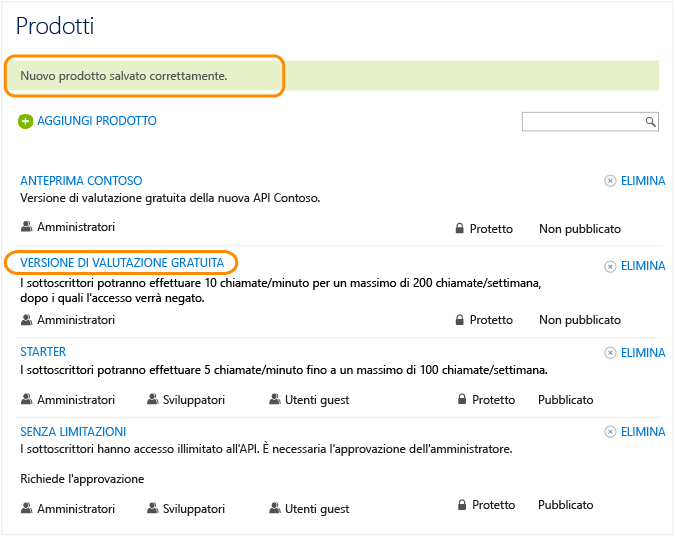 Prodotti
Nuovo prodotto salvato correttamente.
AGGIUNGI PRODOTTO
ANTEPRIMA CONTOSO ELIMINA
Versione di valutazione gratuita della nuova API Contoso.
Amministratori Protetto Non pubblicato
VERSIONE DI VALUTAZIONE GRATUITA ELIMINA
I sottoscrittori potranno effettuare 10 chiamate/minuto per un massimo di 200 chiamate/settimana,
dopo i quali l'accesso verrà negato.
Amministratori Protetto Non pubblicato
STARTER ELIMINA
I sottoscrittori potranno effettuare 5 chiamate/minuto fino a un massimo di 100 chiamate/settimana.
Amministratori Sviluppatori Utenti guest Protetto Pubblicato
SENZA LIMITAZIONI ELIMINA
I sottoscrittori hanno accesso illimitato all'API. È necessaria l'approvazione dell'amministratore.
Richiede l'approvazione
Amministratori Sviluppatori Utenti guest Protetto Pubblicato